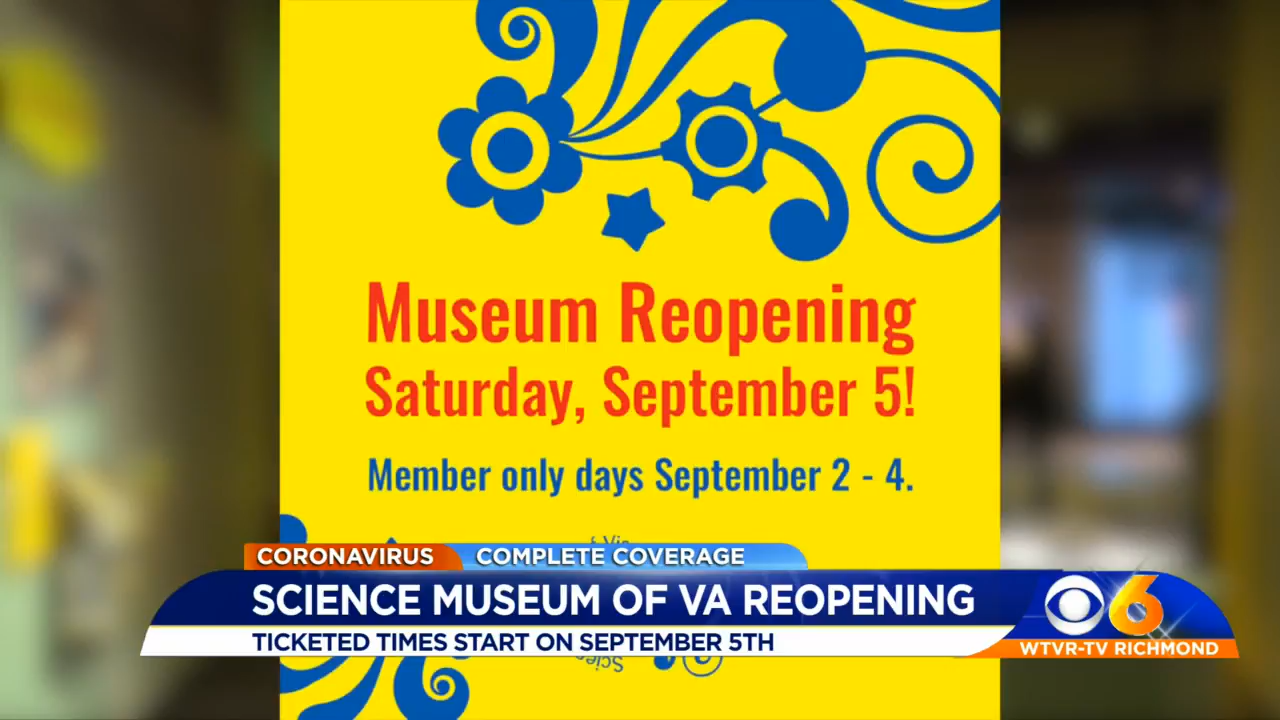 Museum Reopening
Saturday, September 5!
Member only days September 2 - 4.
CORONAVIRUS
COMPLETE COVERAGE
SCIENCE MUSEUM OF VA REOPENING
TICKETED TIMES START ON SEPTEMBER 5TH
6
WTVR-TV RICHMOND